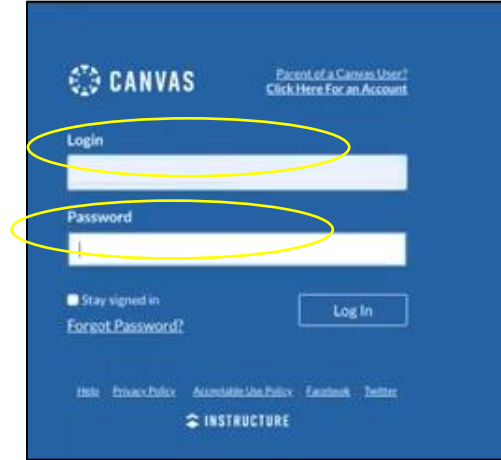 CANVAS
Parent of a Canvas User?
Click Here For an Account
Login
Password
Stay signed in
Log In
Forgot Password?
Help Privacy Policy Acceptable Use Policy Facebook Twitter
INSTRUCTURE